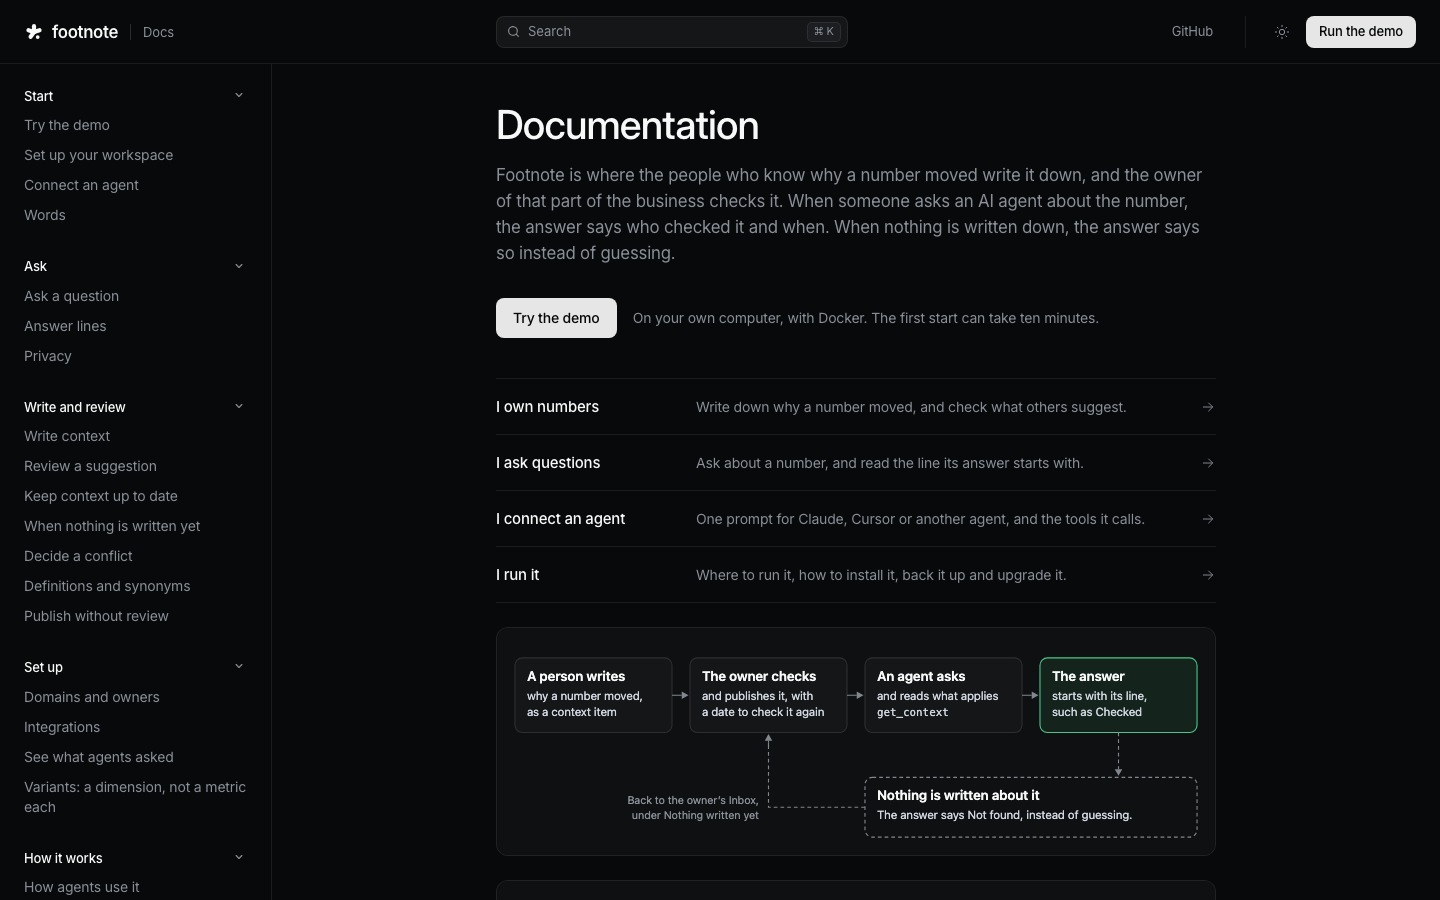 footnote
Docs
Search
⌘ K
GitHub
Run the demo
Start
Try the demo
Set up your workspace
Connect an agent
Words
Ask
Ask a question
Answer lines
Privacy
Write and review
Write context
Review a suggestion
Keep context up to date
When nothing is written yet
Decide a conflict
Definitions and synonyms
Publish without review
Set up
Domains and owners
Integrations
See what agents asked
Variants: a dimension, not a metric
each
How it works
How agents use it
Documentation
Footnote is where the people who know why a number moved write it down, and the owner
of that part of the business checks it. When someone asks an AI agent about the number,
the answer says who checked it and when. When nothing is written down, the answer says
so instead of guessing.
Try the demo
On your own computer, with Docker. The first start can take ten minutes.
I own numbers
Write down why a number moved, and check what others suggest.
I ask questions
Ask about a number, and read the line its answer starts with.
I connect an agent
One prompt for Claude, Cursor or another agent, and the tools it calls.
I run it
Where to run it, how to install it, back it up and upgrade it.
A person writes
why a number moved,
as a context item
The owner checks
and publishes it, with
a date to check it again
An agent asks
and reads what applies
get_context
The answer
starts with its line,
such as Checked
Back to the owner's Inbox,
under Nothing written yet
Nothing is written about it
The answer says Not found, instead of guessing.